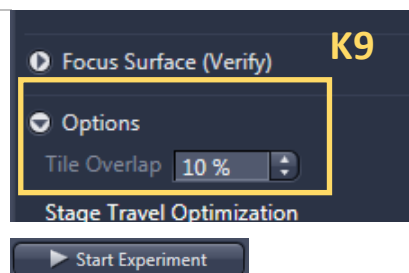 K9
Focus Surface (Verify)
Options
Tile Overlap 10 %
Stage Travel Optimization
Start Experiment